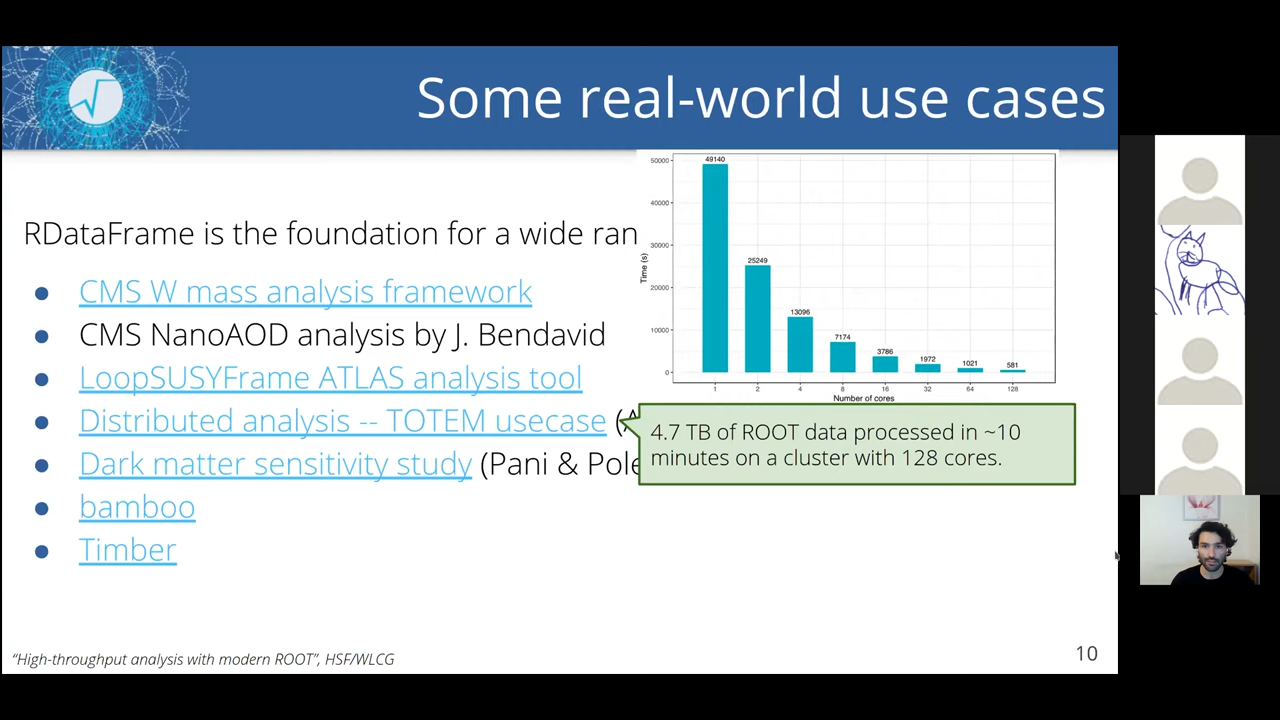 Some real-world use cases
RDataFrame is the foundation for a wide ran
● CMS W mass analysis framework
● CMS NanoAOD analysis by J. Bendavid
● LoopSUSYFrame ATLAS analysis tool
● Distributed analysis -- TOTEM usecase (A
● Dark matter sensitivity study (Pani & Pole
● bamboo
● Timber
50000
40000
30000
20000
10000
0
Time (s)
49140
25249
13096
7174
3786
1972
1021
581
1 2 4 8 16 32 64 128
Number of cores
4.7 TB of ROOT data processed in ~10
minutes on a cluster with 128 cores.
“High-throughput analysis with modern ROOT”, HSF/WLCG
10